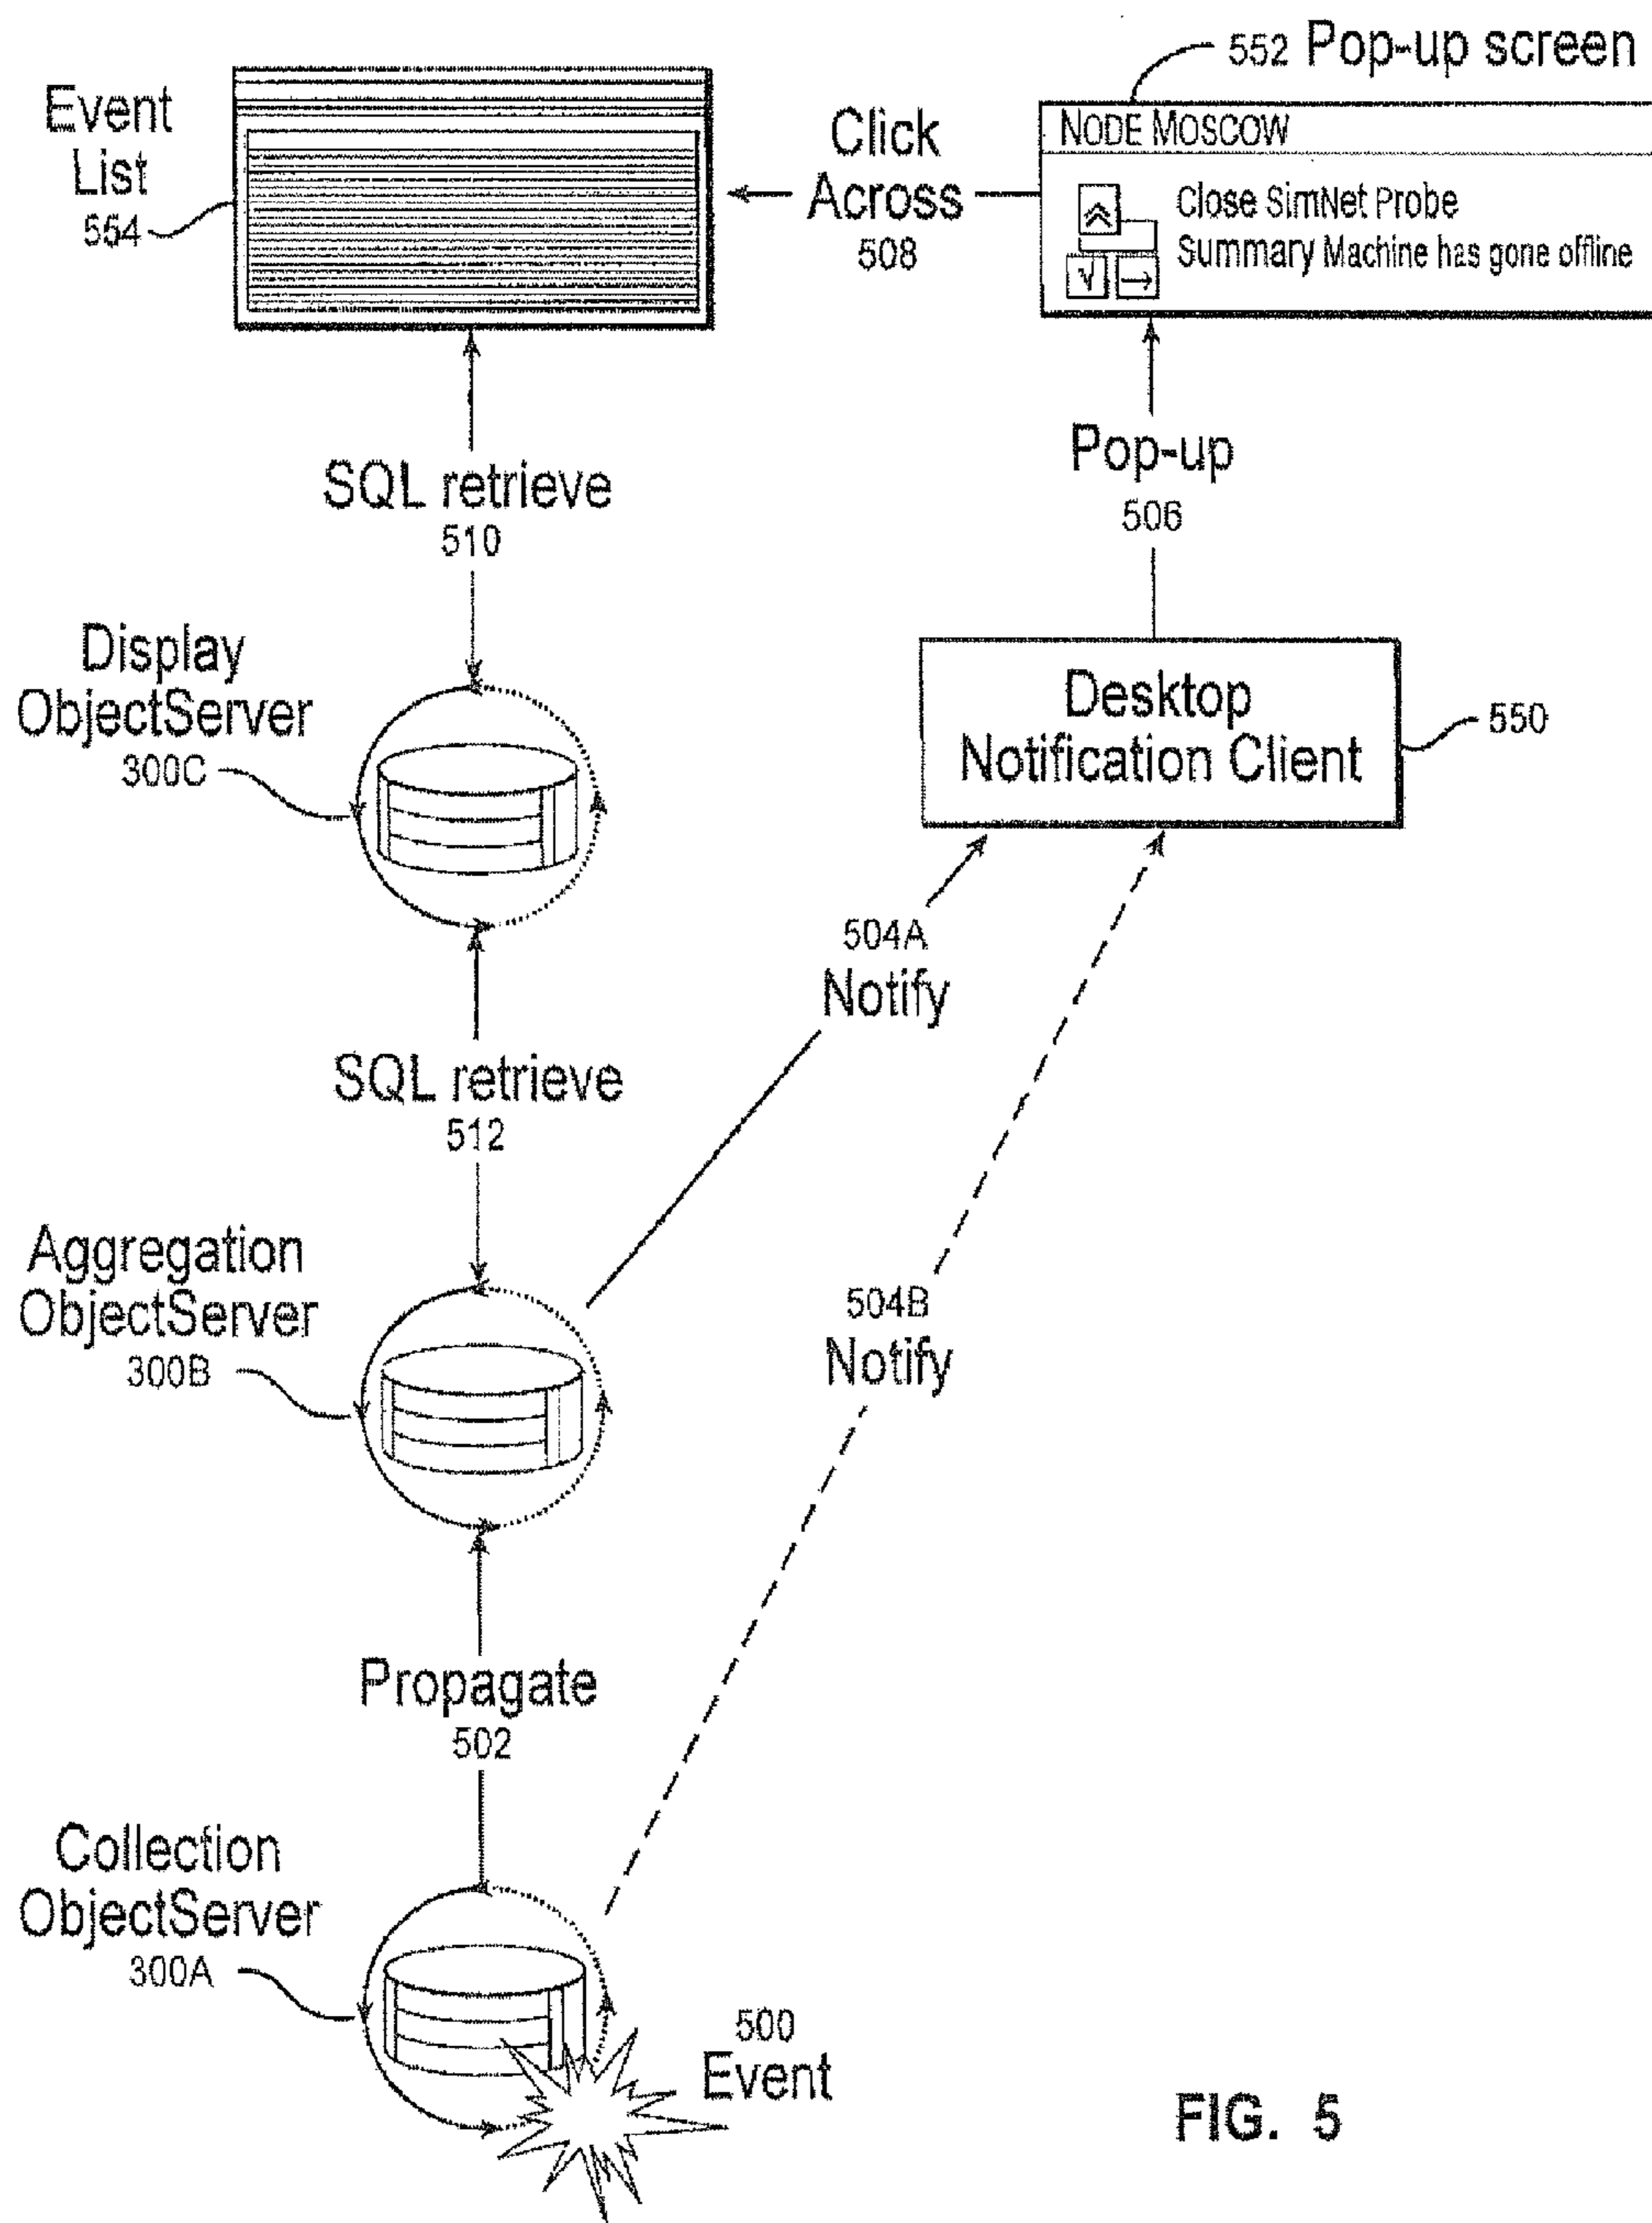 552 Pop-up screen
Event
List
554
Click
Across
508
NODE MOSCOW
Close SimNet Probe
Summary Machine has gone offline
SQL retrieve
510
Pop-up
506
Display
ObjectServer
300C
Desktop
Notification Client
550
504A
Notify
SQL retrieve
512
Aggregation
ObjectServer
300B
504B
Notify
Propagate
502
Collection
ObjectServer
300A
500
Event
FIG. 5